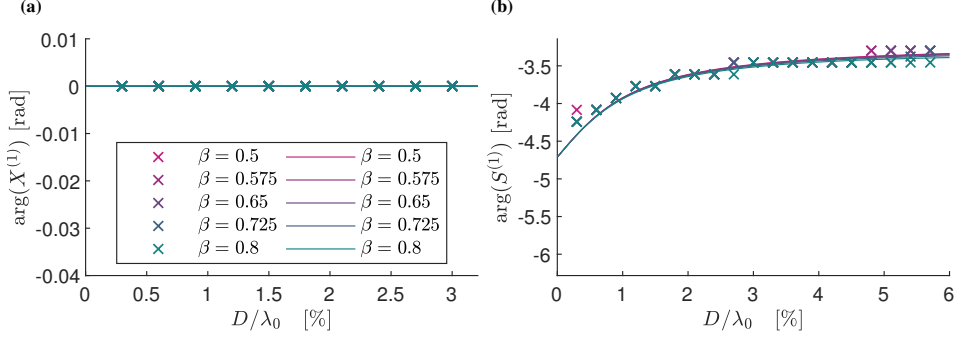 (a)
0.01
0
-0.01
-0.02
-0.03
-0.04
arg(X^(1)) [rad]
× β = 0.5 — β = 0.5
× β = 0.575 — β = 0.575
× β = 0.65 — β = 0.65
× β = 0.725 — β = 0.725
× β = 0.8 — β = 0.8
0 0.5 1 1.5 2 2.5 3
D/λ₀ [%]
(b)
-3.5
-4
-4.5
-5
-5.5
-6
arg(S^(1)) [rad]
0 1 2 3 4 5 6
D/λ₀ [%]